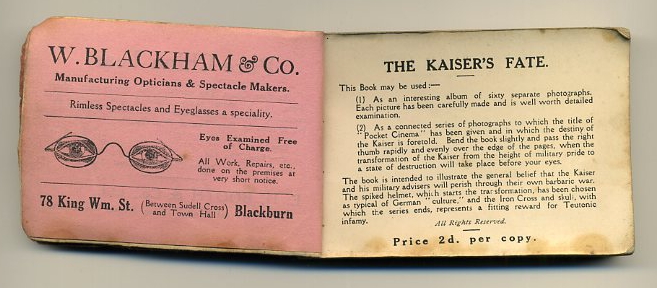 W. BLACKHAM & Co.
Manufacturing Opticians & Spectacle Makers.
Rimless Spectacles and Eyeglasses a speciality.
Eyes Examined Free
of Charge.
All Work, Repairs, etc.,
done on the premises at
very short notice.
78 King Wm. St. (Between Sudell Cross and Town Hall) Blackburn
THE KAISER'S FATE.
This Book may be used :—
(1) As an interesting album of sixty separate photographs.
Each picture has been carefully made and is well worth detailed
examination.
(2) As a connected series of photographs to which the title of
"Pocket Cinema" has been given and in which the destiny of
the Kaiser is foretold. Bend the book slightly and pass the right
thumb rapidly and evenly over the edge of the pages, when the
transformation of the Kaiser from the height of military pride to
a state of destruction will take place before your eyes.
The book is intended to illustrate the general belief that the Kaiser
and his military advisers will perish through their own barbaric war.
The spiked helmet, which starts the transformation, has been chosen
as typical of German "culture," and the Iron Cross and skull, with
which the series ends, represents a fitting reward for Teutonic
infamy.
All Rights Reserved.
Price 2d. per copy.